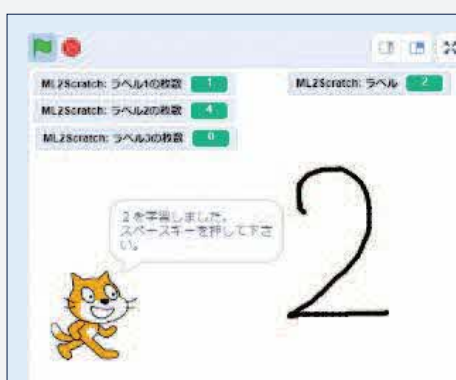 ML2Scratch: ラベル1の枚数 1
ML2Scratch: ラベル 2
ML2Scratch: ラベル2の枚数 4
ML2Scratch: ラベル3の枚数 0
2を学習しました。
スペースキーを押して下さ
い。
2